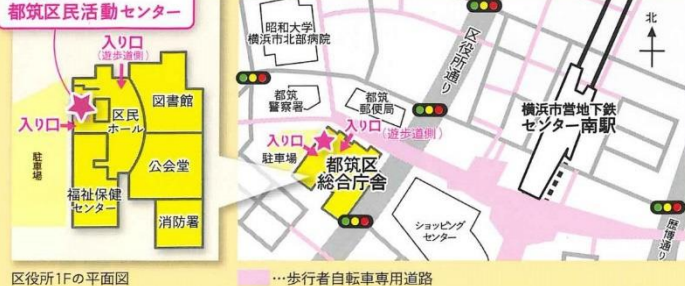 都筑区民活動センター
入り口
(遊歩道側)
図書館
区民
ホール
入り口
駐車場
公会堂
福祉保健
センター
消防署
区役所1Fの平面図
昭和大学
横浜市北部病院
区役所通り
北
都筑
警察署
都筑
郵便局
横浜市営地下鉄
センター南駅
入り口
入り口
(遊歩道側)
駐車場
都筑区
総合庁舎
ショッピング
センター
歴博通り
…歩行者自転車専用道路